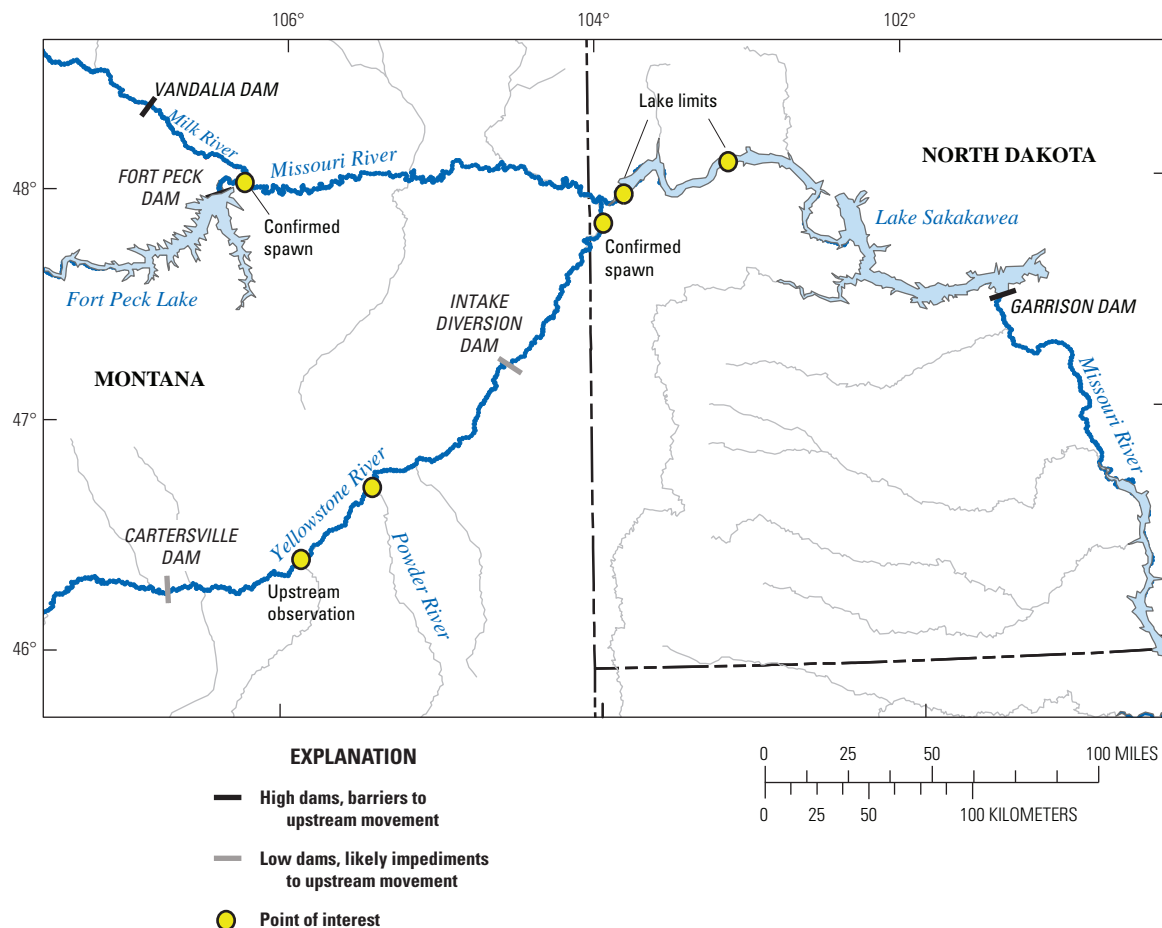 106°
104°
102°
VANDALIA DAM
Milk River
Missouri River
Lake limits
NORTH DAKOTA
48°
FORT PECK
DAM
Confirmed
spawn
Lake Sakakawea
Confirmed
spawn
Fort Peck Lake
INTAKE
DIVERSION
DAM
GARRISON DAM
MONTANA
Missouri River
47°
Yellowstone River
CARTERSVILLE
DAM
Powder River
Upstream
observation
46°
EXPLANATION
High dams, barriers to
upstream movement
Low dams, likely impediments
to upstream movement
Point of interest
0 25 50 100 MILES
0 25 50 100 KILOMETERS